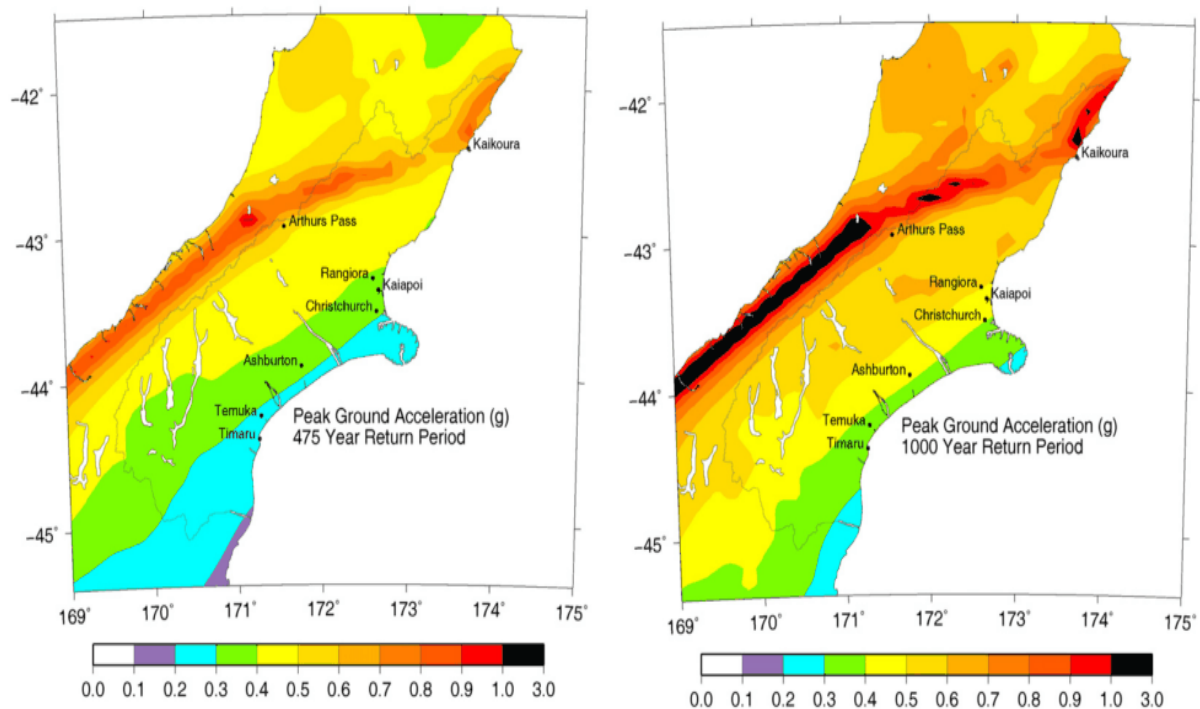 -42°
-43°
-44°
-45°
Kaikoura
Arthurs Pass
Rangiora
Kaiapoi
Christchurch
Ashburton
Temuka
Timaru
Peak Ground Acceleration (g)
475 Year Return Period
169° 170° 171° 172° 173° 174° 175°
0.0 0.1 0.2 0.3 0.4 0.5 0.6 0.7 0.8 0.9 1.0 3.0
-42°
-43°
-44°
-45°
Kaikoura
Arthurs Pass
Rangiora
Kaiapoi
Christchurch
Ashburton
Temuka
Timaru
Peak Ground Acceleration (g)
1000 Year Return Period
169° 170° 171° 172° 173° 174° 175°
0.0 0.1 0.2 0.3 0.4 0.5 0.6 0.7 0.8 0.9 1.0 3.0